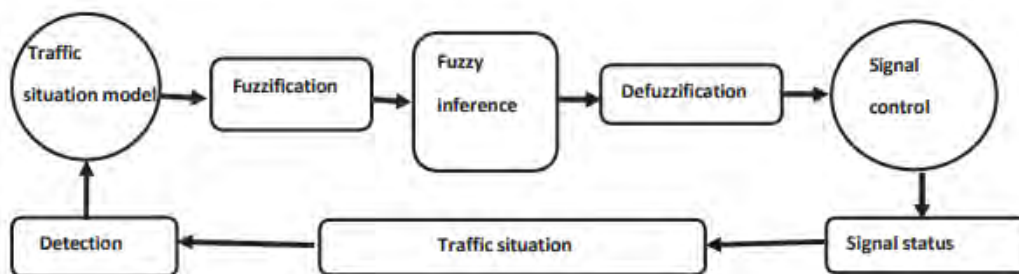 Traffic
situation model
Fuzzification
Fuzzy
inference
Defuzzification
Signal
control
Detection
Traffic situation
Signal status